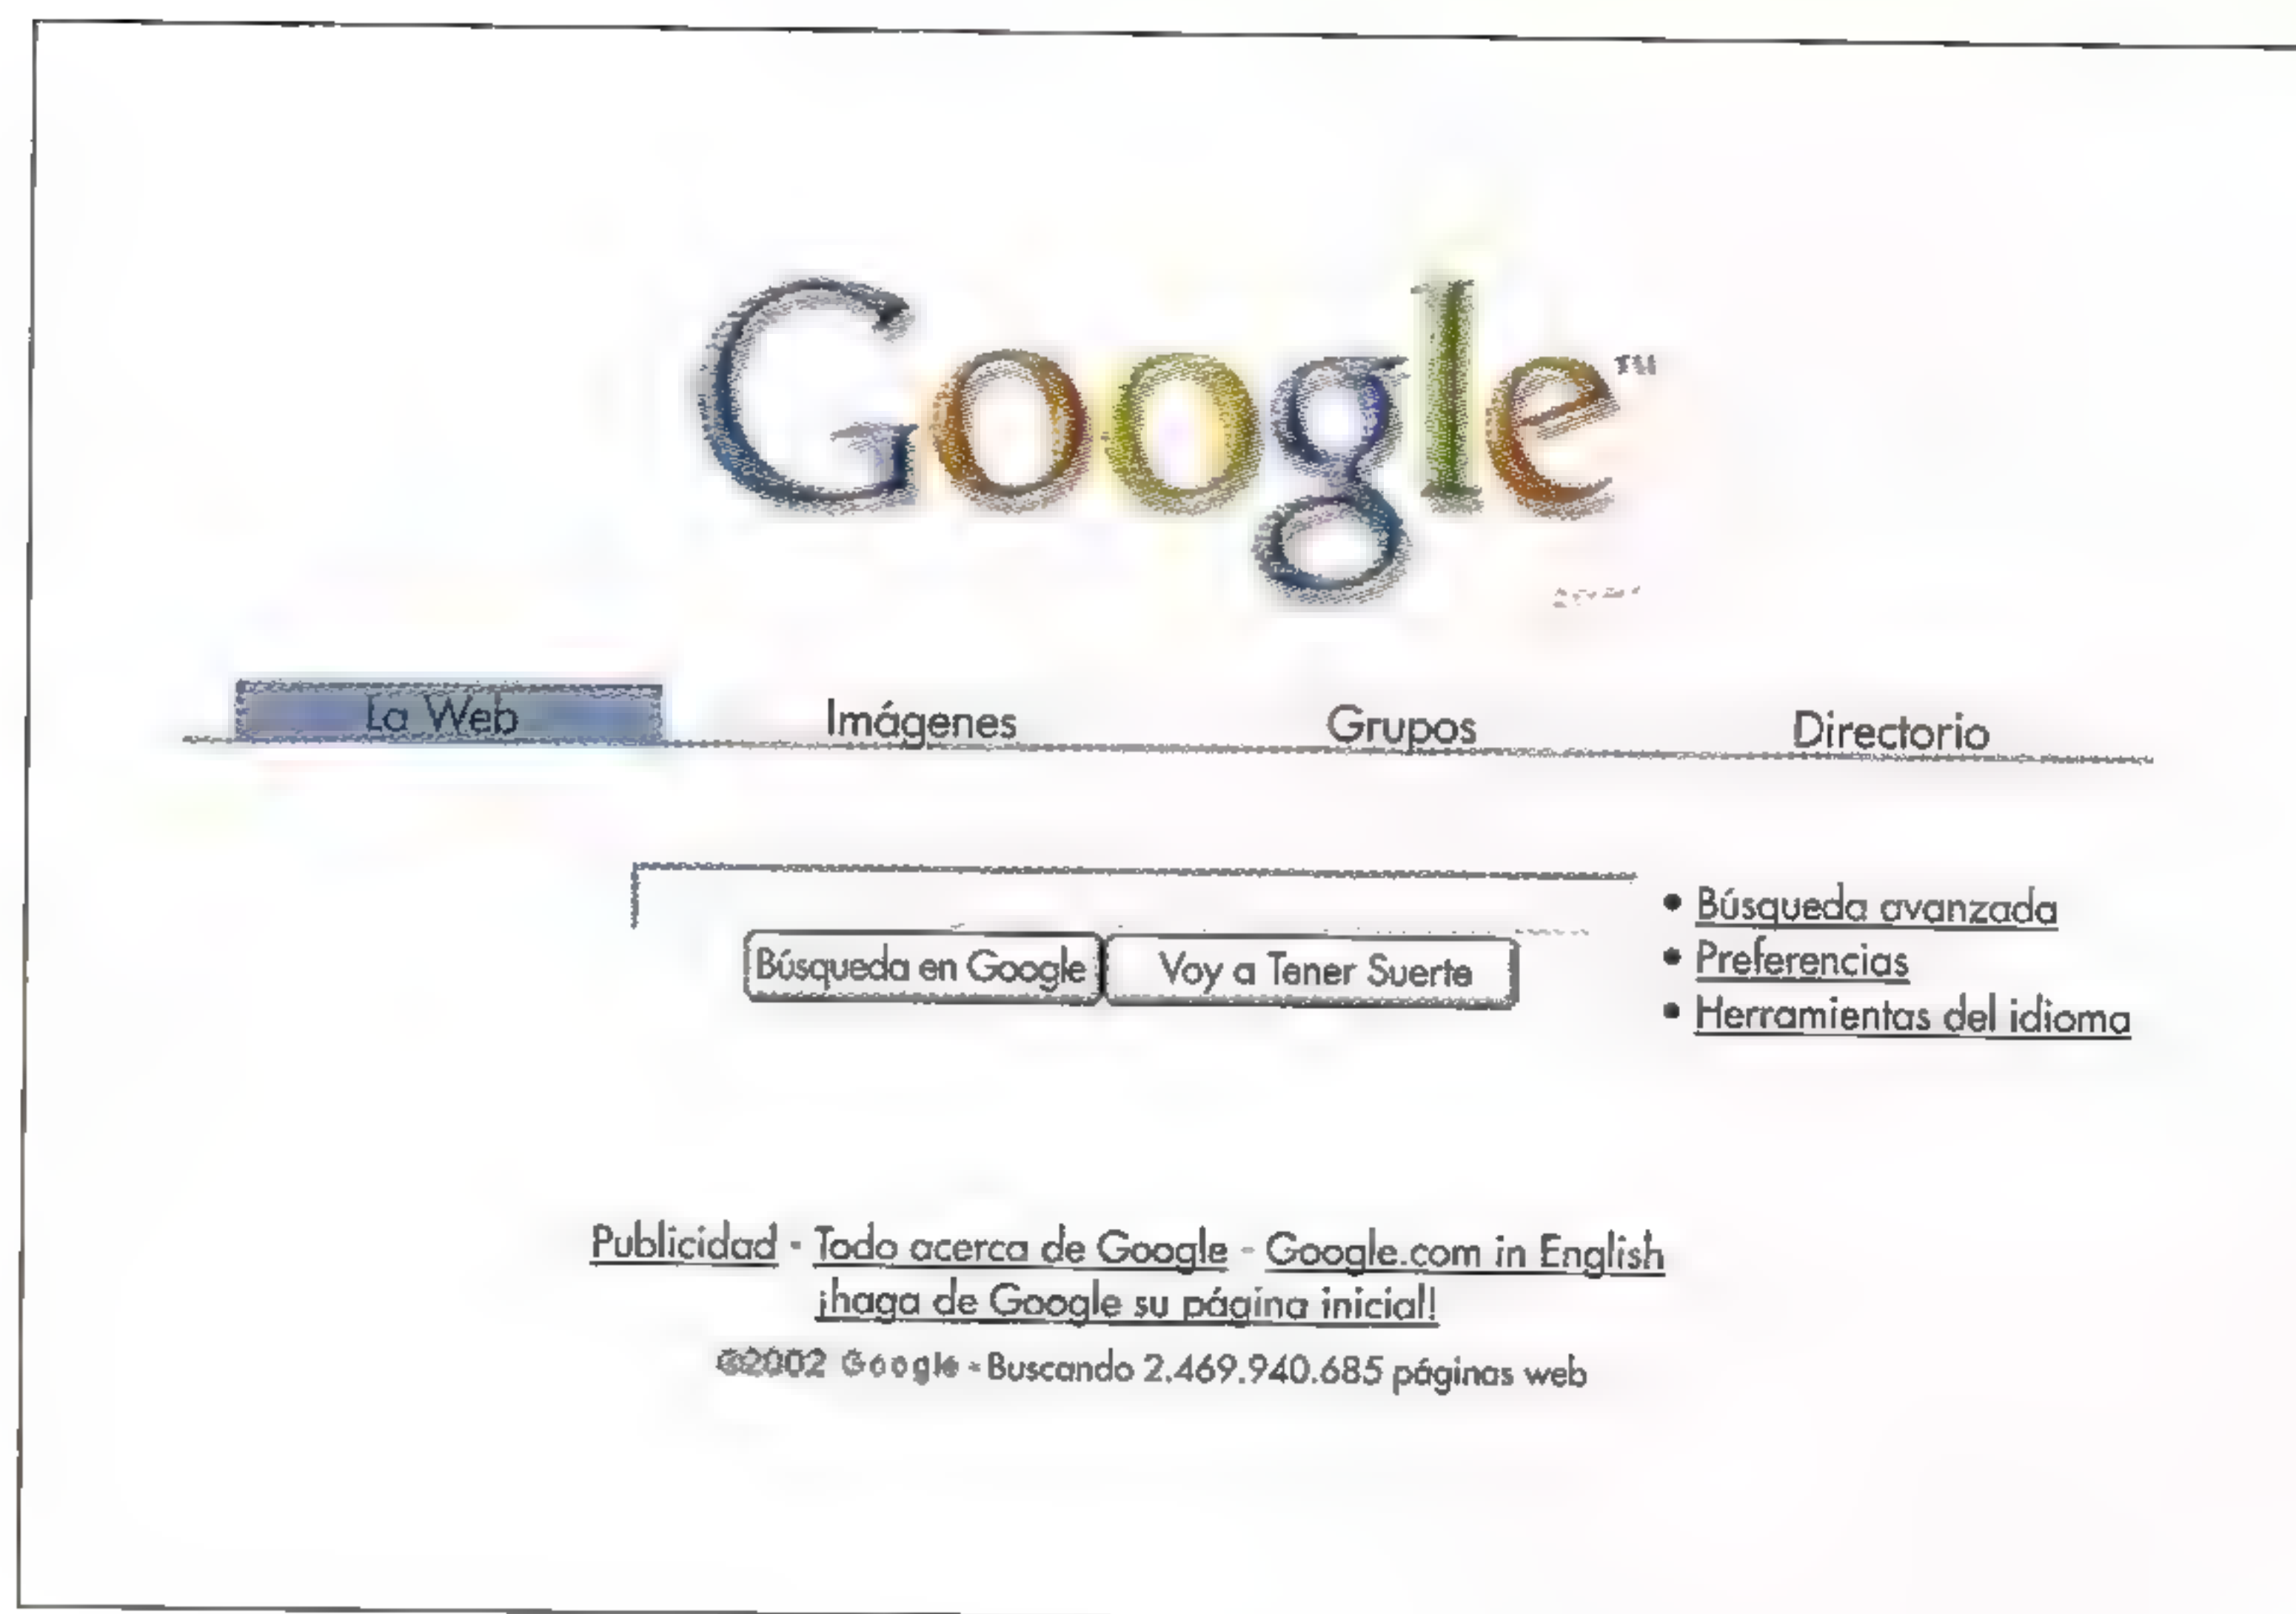 Google™
La Web Imágenes Grupos Directorio
• Búsqueda avanzada
Búsqueda en Google Voy a Tener Suerte • Preferencias
• Herramientas del idioma
Publicidad - Todo acerca de Google - Google.com in English
¡haga de Google su página inicial!
©2002 Google - Buscando 2.469.940.685 páginas web